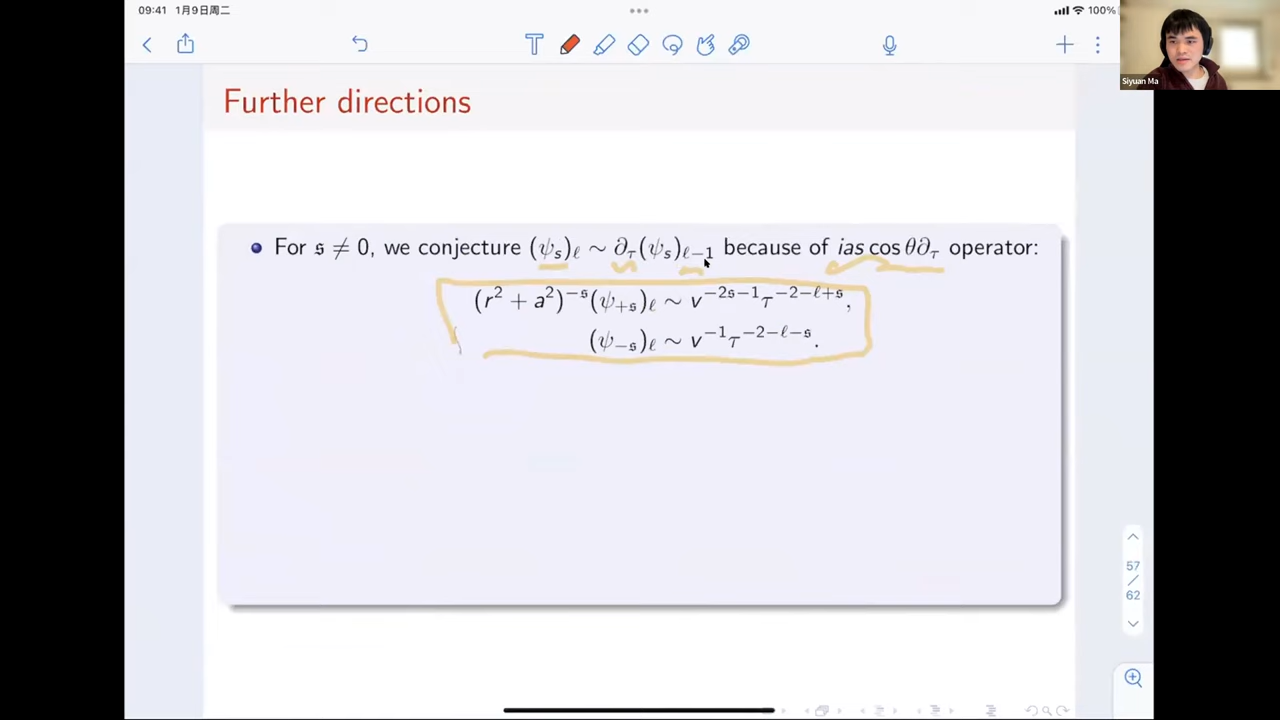 09:41 1月9日周二
100%
Siyuan Ma
Further directions
For 𝔰 ≠ 0, we conjecture (ψ_s)_ℓ ∼ ∂_τ(ψ_s)_{ℓ−1} because of ias cos θ∂_τ operator:
(r² + a²)^{−𝔰}(ψ_{+𝔰})_ℓ ∼ v^{−2𝔰−1}τ^{−2−ℓ+𝔰},
(ψ_{−𝔰})_ℓ ∼ v^{−1}τ^{−2−ℓ−𝔰}.
57
/
62